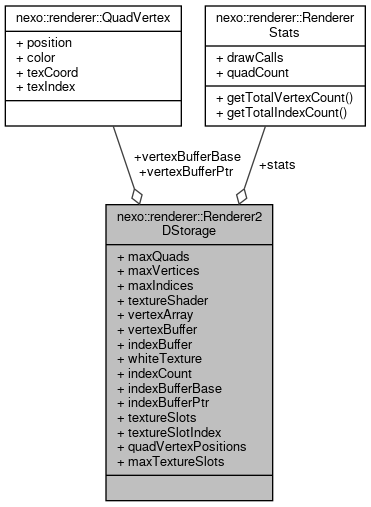 nexo::renderer::QuadVertex
+ position
+ color
+ texCoord
+ texIndex
nexo::renderer::Renderer
Stats
+ drawCalls
+ quadCount
+ getTotalVertexCount()
+ getTotalIndexCount()
+vertexBufferBase
+vertexBufferPtr
+stats
nexo::renderer::Renderer2
DStorage
+ maxQuads
+ maxVertices
+ maxIndices
+ textureShader
+ vertexArray
+ vertexBuffer
+ indexBuffer
+ whiteTexture
+ indexCount
+ indexBufferBase
+ indexBufferPtr
+ textureSlots
+ textureSlotIndex
+ quadVertexPositions
+ maxTextureSlots